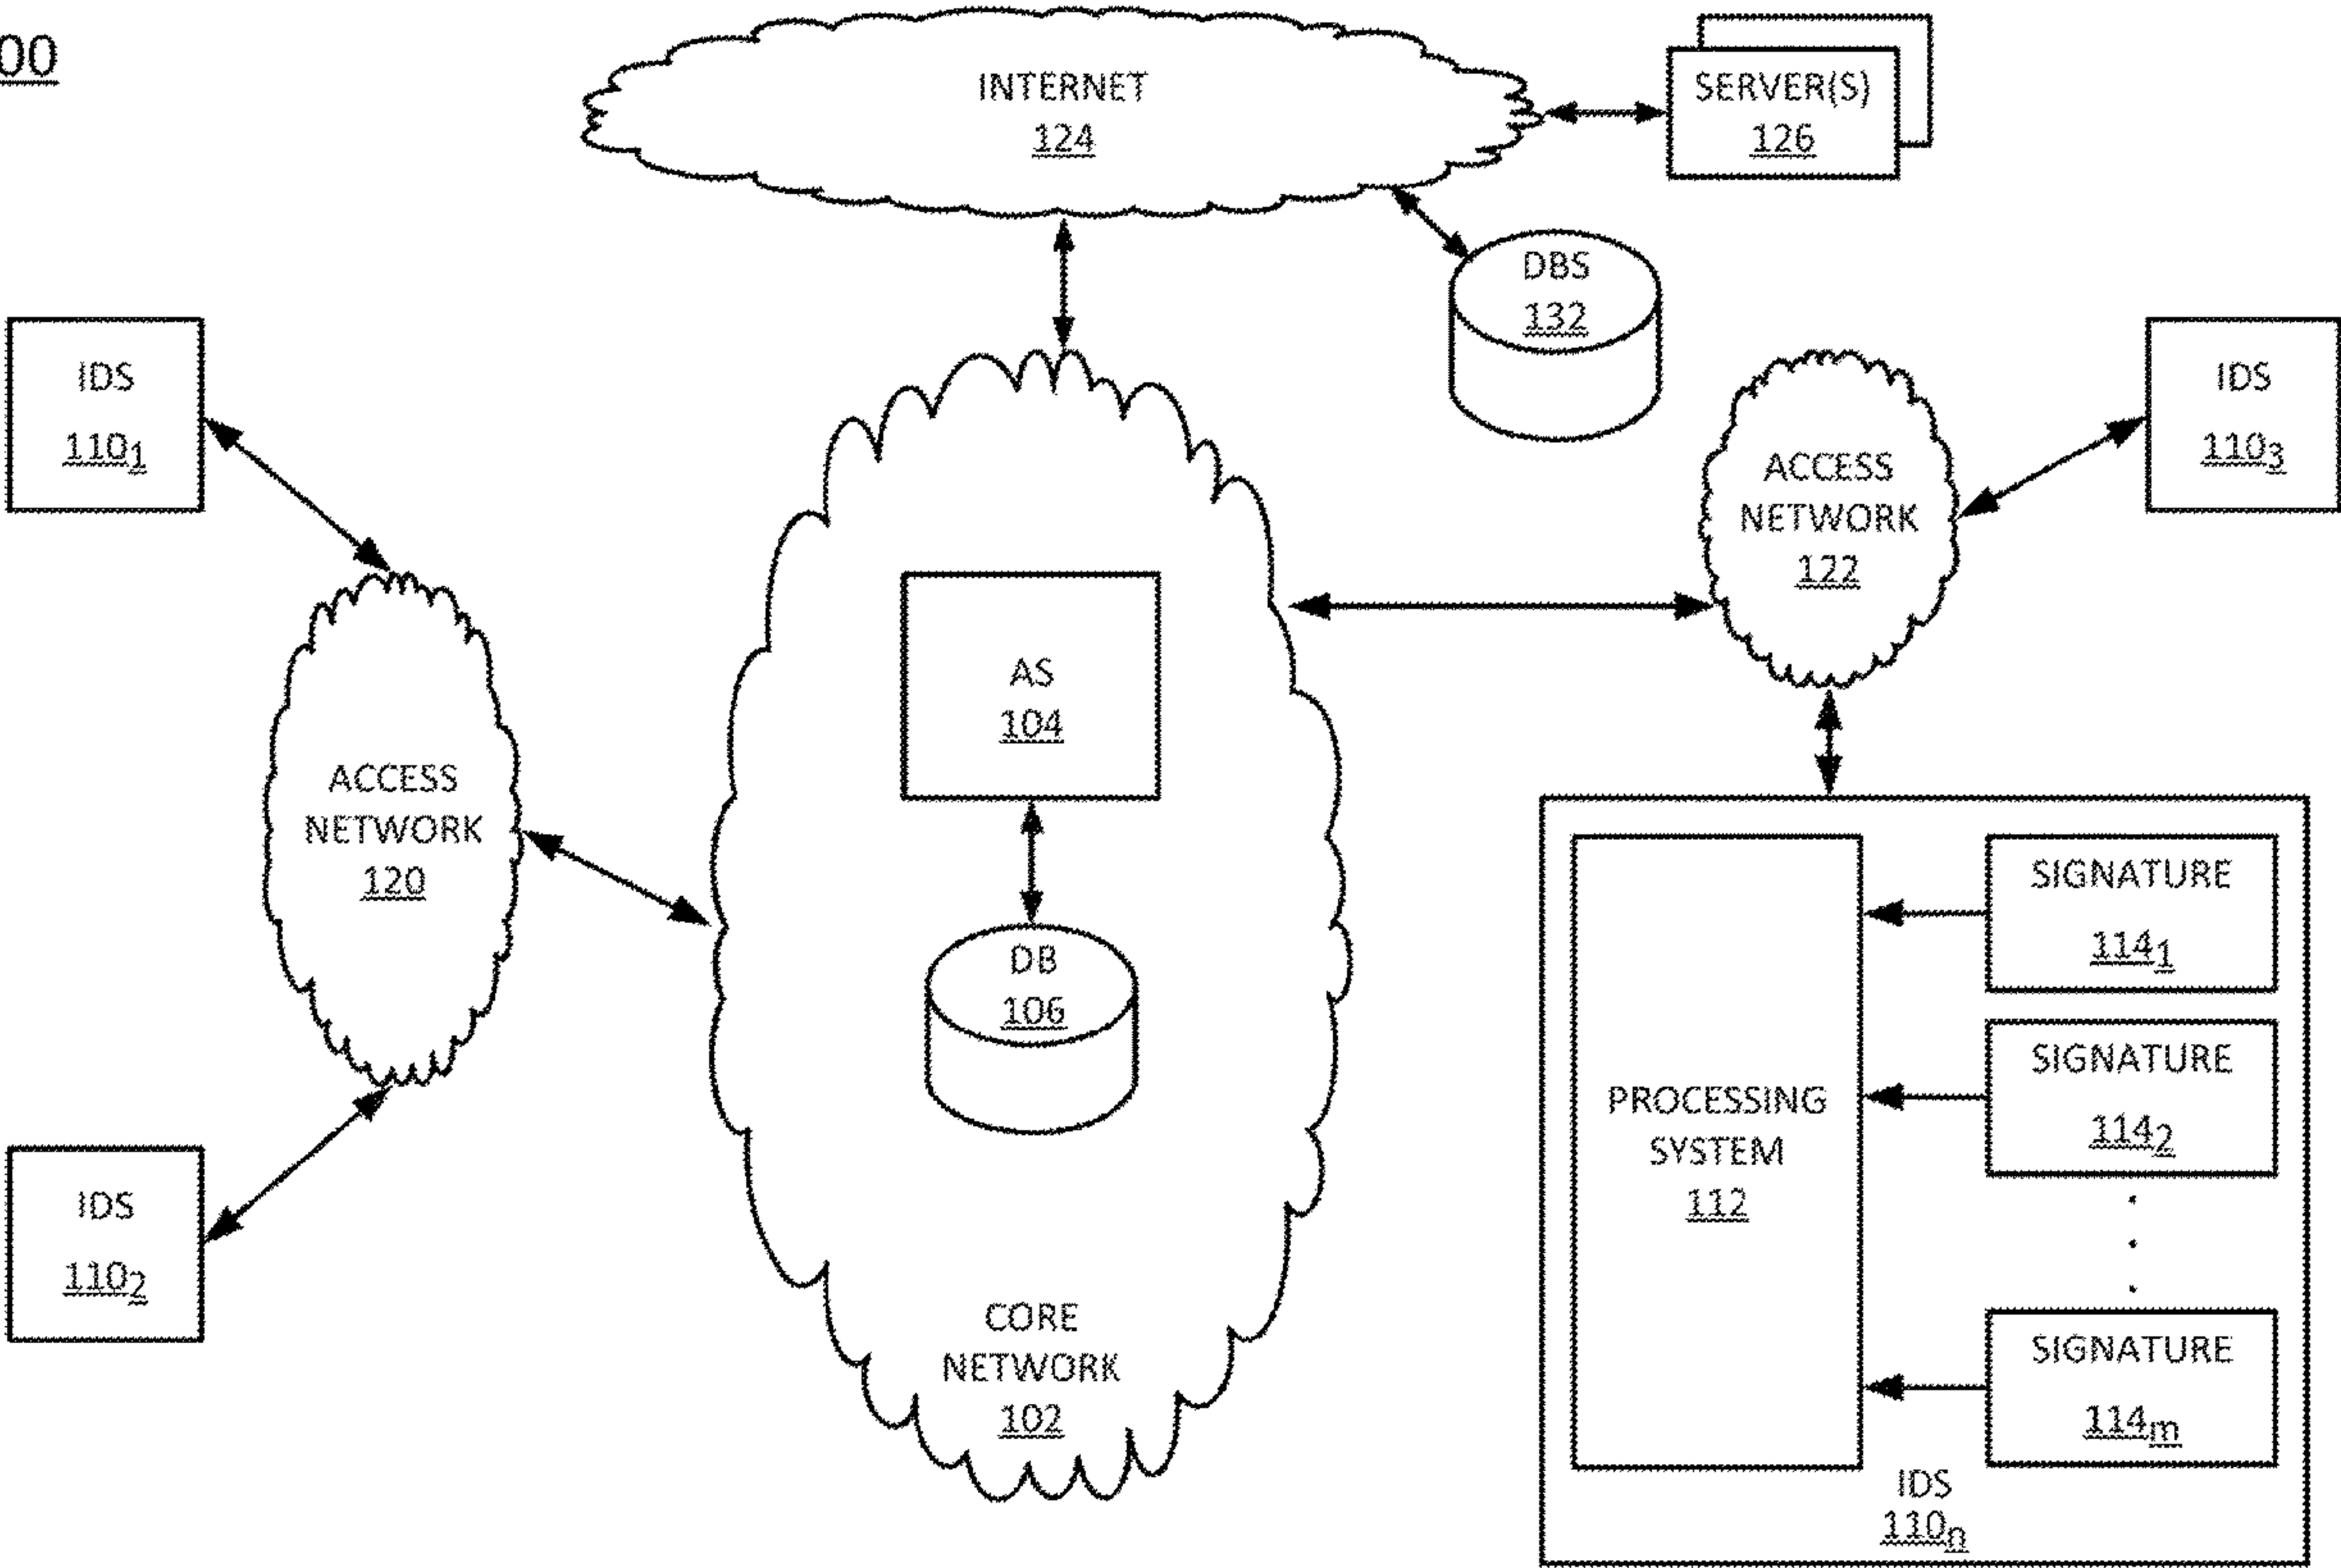 00
INTERNET
124
SERVER(S)
126
DBS
132
IDS
110₁
IDS
110₃
ACCESS
NETWORK
122
AS
104
ACCESS
NETWORK
120
DB
106
IDS
110₂
CORE
NETWORK
102
PROCESSING
SYSTEM
112
SIGNATURE
114₁
SIGNATURE
114₂
SIGNATURE
114ₘ
IDS
110ₙ